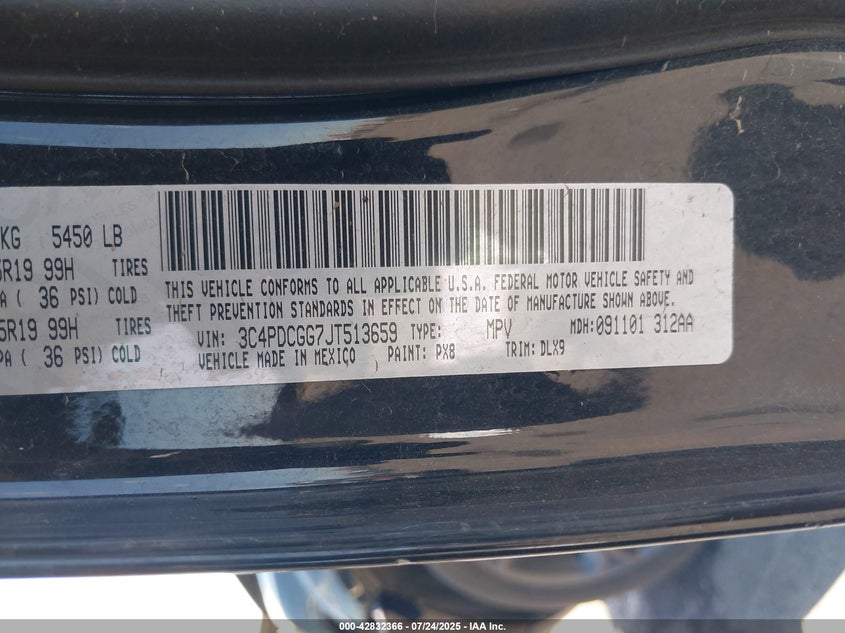 KG 5450 LB
5R19 99H TIRES
PA ( 36 PSI) COLD
5R19 99H TIRES
PA ( 36 PSI) COLD
THIS VEHICLE CONFORMS TO ALL APPLICABLE U.S.A. FEDERAL MOTOR VEHICLE SAFETY AND
THEFT PREVENTION STANDARDS IN EFFECT ON THE DATE OF MANUFACTURE SHOWN ABOVE.
VIN: 3C4PDCGG7JT513659 TYPE: MPV MDH:091101 312AA
VEHICLE MADE IN MEXICO PAINT: PX8 TRIM: DLX9
000-42832366 | 07/24/2025 | IAA Inc.